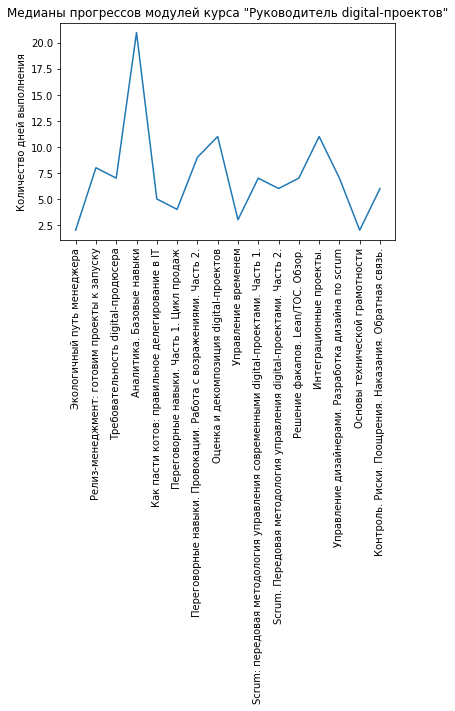 Медианы прогрессов модулей курса "Руководитель digital-проектов"
Количество дней выполнения
20.0
17.5
15.0
12.5
10.0
7.5
5.0
2.5
Экологичный путь менеджера
Релиз-менеджмент: готовим проекты к запуску
Требовательность digital-продюсера
Аналитика. Базовые навыки
Как пасти котов: правильное делегирование в IT
Переговорные навыки. Часть 1. Цикл продаж
Переговорные навыки. Провокации. Работа с возражениями. Часть 2.
Оценка и декомпозиция digital-проектов
Управление временем
Scrum: передовая методология управления современными digital-проектами. Часть 1.
Scrum. Передовая методология управления digital-проектами. Часть 2.
Решение факапов. Lean/TOC. Обзор.
Интеграционные проекты.
Управление дизайнерами. Разработка дизайна по scrum
Основы технической грамотности
Контроль. Риски. Поощрения. Наказания. Обратная связь.